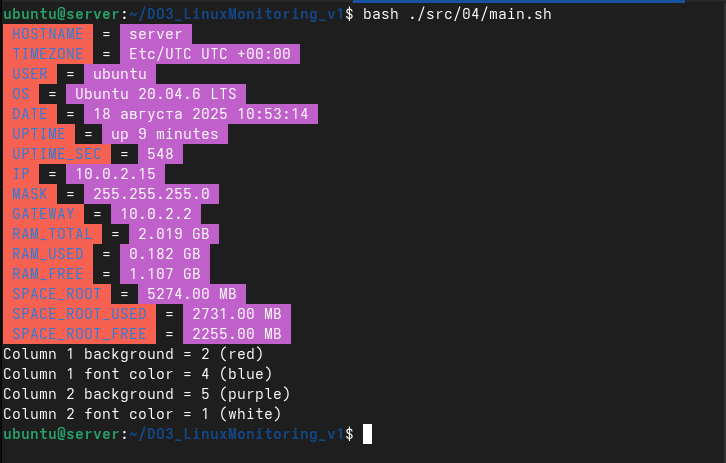 ubuntu@server:~/DO3_LinuxMonitoring_v1$ bash ./src/04/main.sh
HOSTNAME = server
TIMEZONE = Etc/UTC UTC +00:00
USER = ubuntu
OS = Ubuntu 20.04.6 LTS
DATE = 18 августа 2025 10:53:14
UPTIME = up 9 minutes
UPTIME_SEC = 548
IP = 10.0.2.15
MASK = 255.255.255.0
GATEWAY = 10.0.2.2
RAM_TOTAL = 2.019 GB
RAM_USED = 0.182 GB
RAM_FREE = 1.107 GB
SPACE_ROOT = 5274.00 MB
SPACE_ROOT_USED = 2731.00 MB
SPACE_ROOT_FREE = 2255.00 MB
Column 1 background = 2 (red)
Column 1 font color = 4 (blue)
Column 2 background = 5 (purple)
Column 2 font color = 1 (white)
ubuntu@server:~/DO3_LinuxMonitoring_v1$